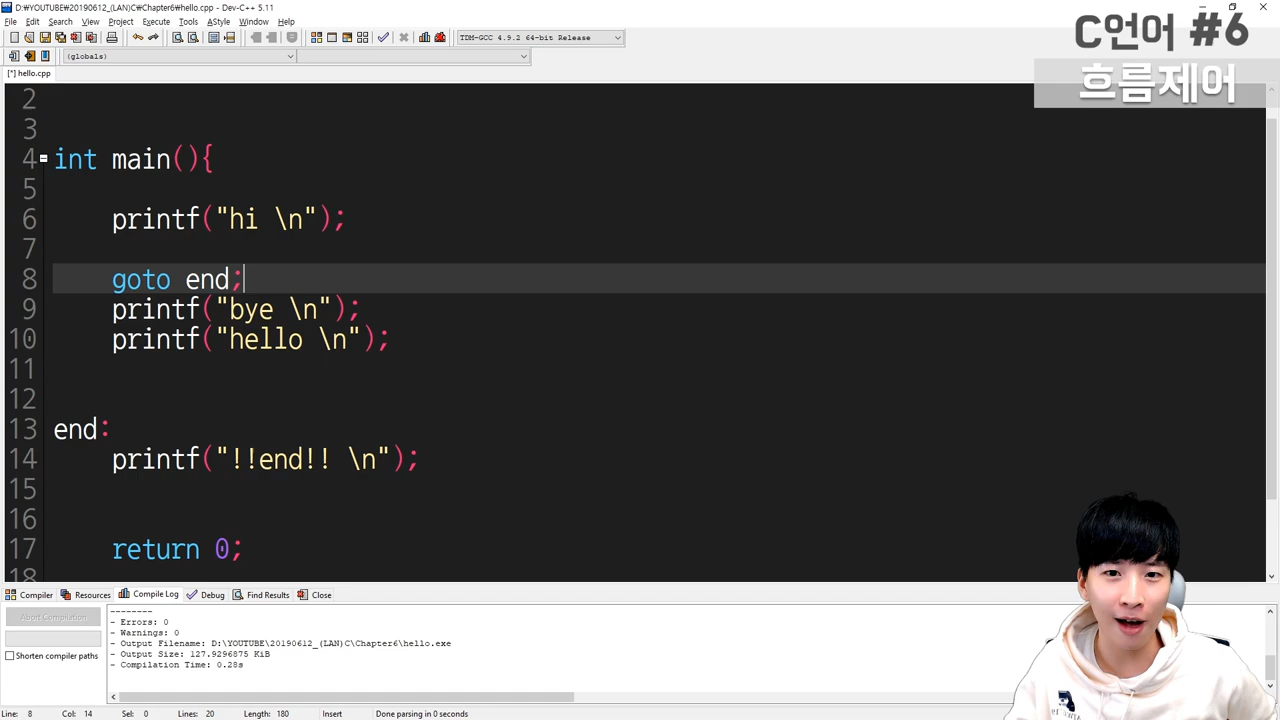 D:\YOUTUBE\20190612_(LAN)C\Chapter6\hello.cpp - Dev-C++ 5.11
File Edit Search View Project Execute Tools AStyle Window Help
TDM-GCC 4.9.2 64-bit Release
(globals)
[*] hello.cpp
C언어 #6
흐름제어
2
3
4 int main(){
5
6 printf("hi \n");
7
8 goto end;
9 printf("bye \n");
10 printf("hello \n");
11
12
13 end:
14 printf("!!end!! \n");
15
16
17 return 0;
18
Compiler Resources Compile Log Debug Find Results Close
Abort Compilation
Shorten compiler paths
--------
- Errors: 0
- Warnings: 0
- Output Filename: D:\YOUTUBE\20190612_(LAN)C\Chapter6\hello.exe
- Output Size: 127.9296875 KiB
- Compilation Time: 0.28s
Line: 8 Col: 14 Sel: 0 Lines: 20 Length: 180 Insert Done parsing in 0 seconds